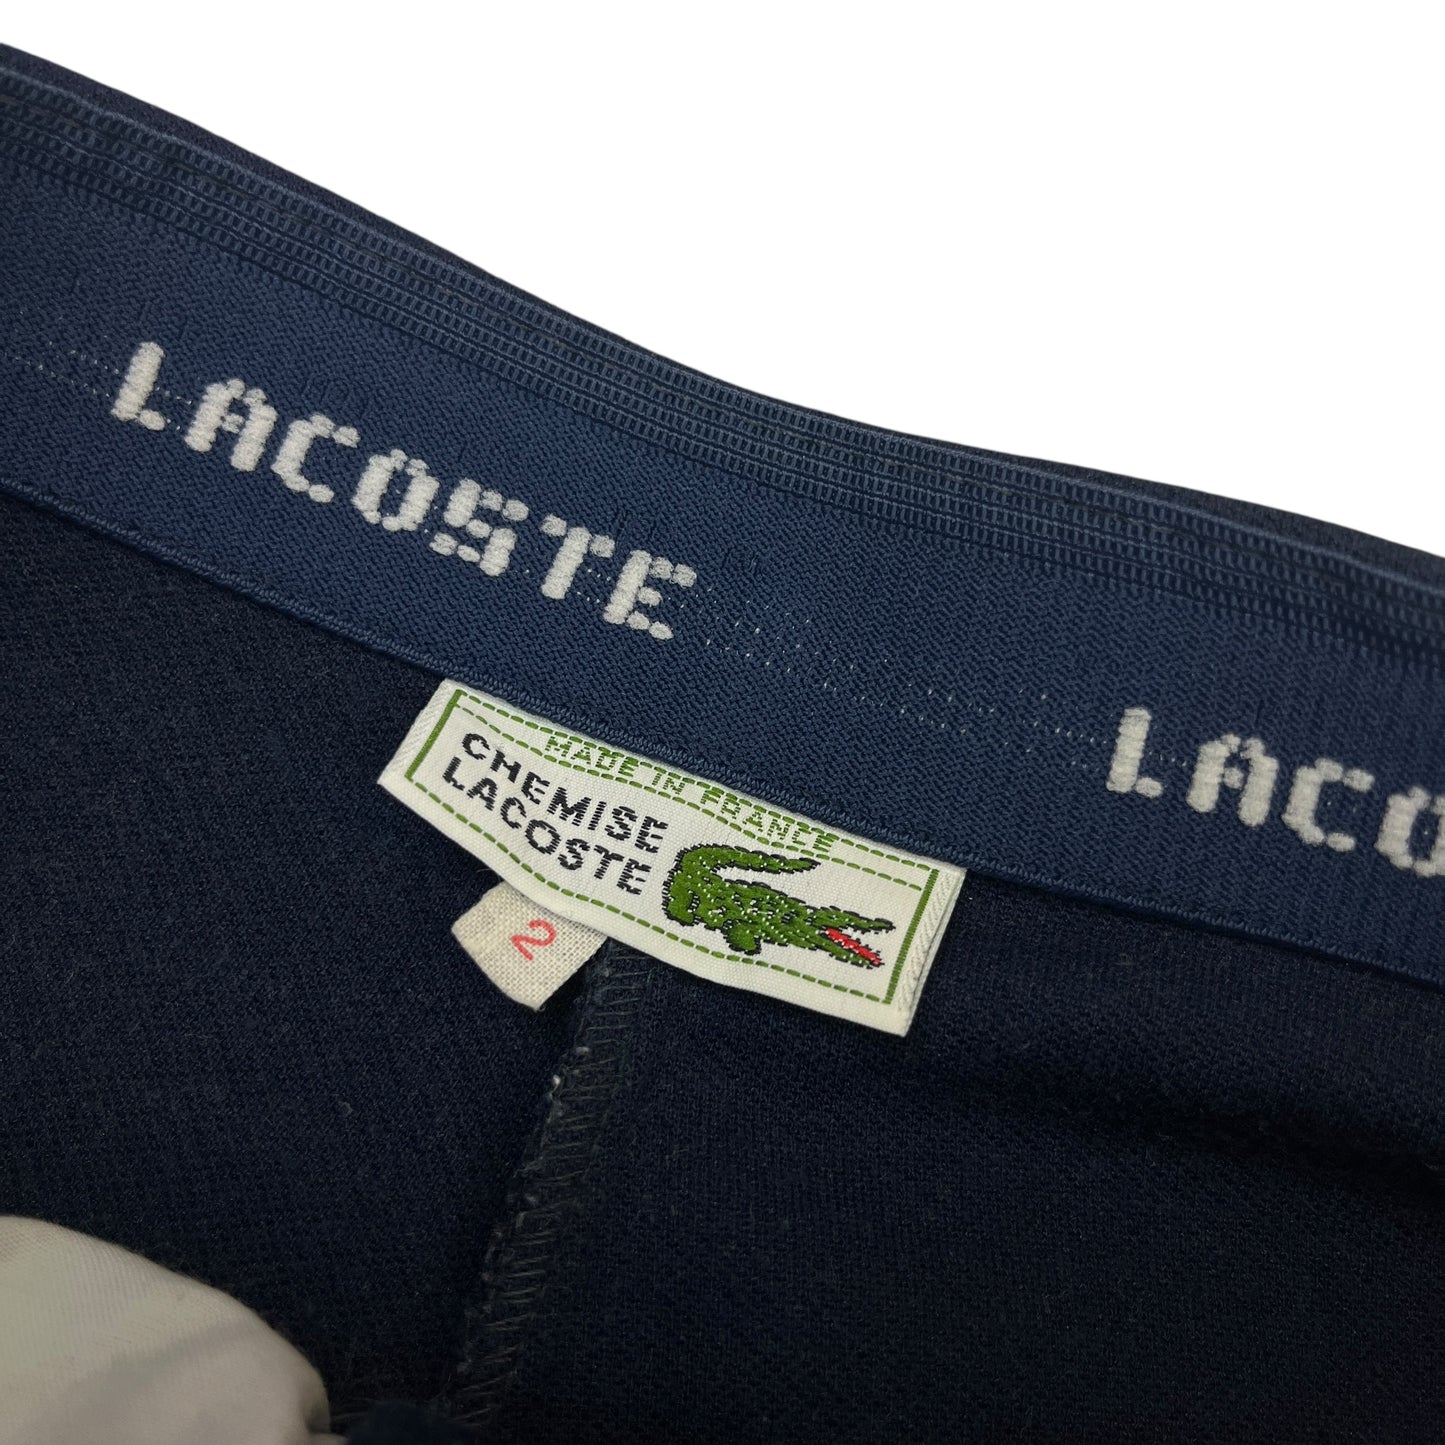 LACOSTE
LACO
MADE IN FRANCE
CHEMISE
LACOSTE
2